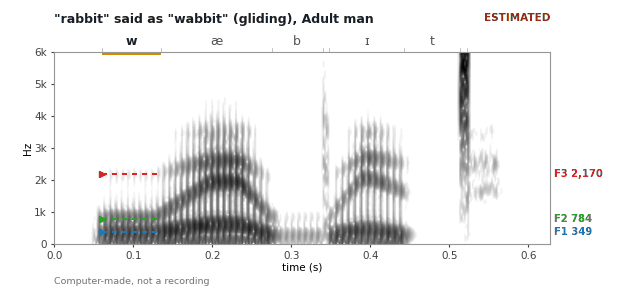 "rabbit" said as "wabbit" (gliding), Adult man
ESTIMATED
w æ b ɪ t
6k
5k
4k
3k
2k
1k
0
Hz
F3 2,170
F2 784
F1 349
0.0 0.1 0.2 0.3 0.4 0.5 0.6
time (s)
Computer-made, not a recording